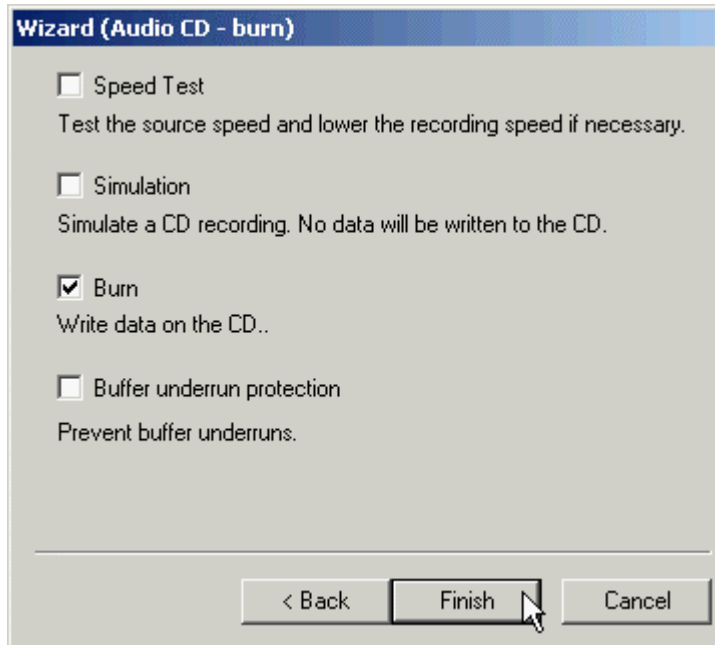 Wizard (Audio CD - burn)
Speed Test
Test the source speed and lower the recording speed if necessary.
Simulation
Simulate a CD recording. No data will be written to the CD.
Burn
Write data on the CD..
Buffer underrun protection
Prevent buffer underruns.
< Back Finish Cancel